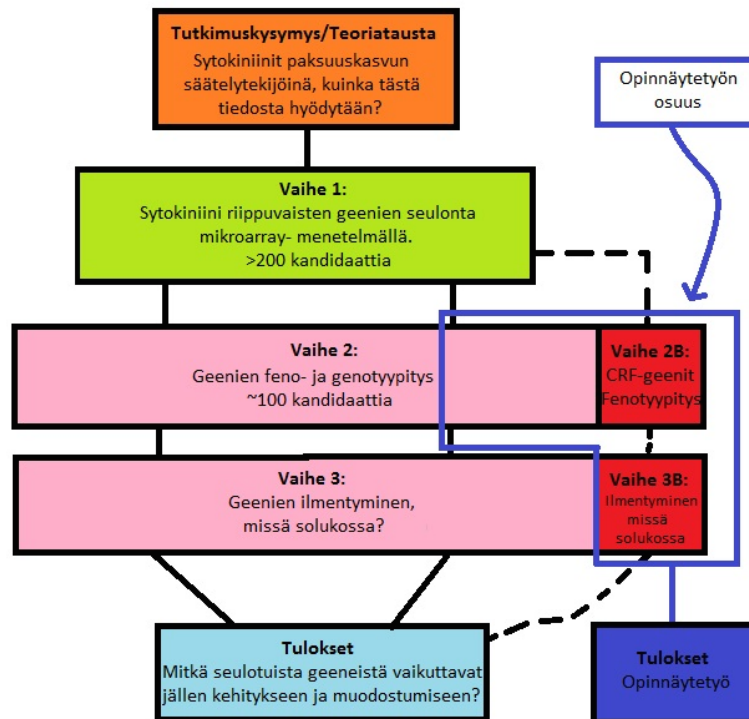 Tutkimuskysymys/Teoriatausta
Sytokiniinit paksuuskasvun
säätelytekijöinä, kuinka tästä
tiedosta hyödytään?
Opinnäytetyön
osuus
Vaihe 1:
Sytokiniini riippuvaisten geenien seulonta
mikroarray- menetelmällä.
>200 kandidaattia
Vaihe 2:
Geenien feno- ja genotyypitys
~100 kandidaattia
Vaihe 2B:
CRF-geenit
Fenotyypitys
Vaihe 3:
Geenien ilmentyminen,
missä solukossa?
Vaihe 3B:
Ilmentyminen
missä
solukossa
Tulokset
Mitkä seulotuista geeneistä vaikuttavat
jällen kehitykseen ja muodostumiseen?
Tulokset
Opinnäytetyö